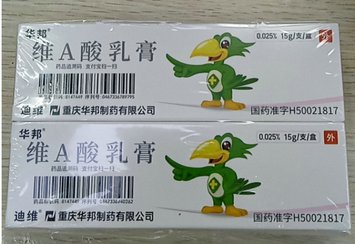 华邦
0.025% 15g/支/盒
外
维A酸乳膏
药品追溯码 支付宝扫一扫
国药准字H50021817
迪维 重庆华邦制药有限公司
华邦
0.025% 15g/支/盒
外
维A酸乳膏
药品追溯码 支付宝扫一扫
国药准字H50021817
迪维 重庆华邦制药有限公司